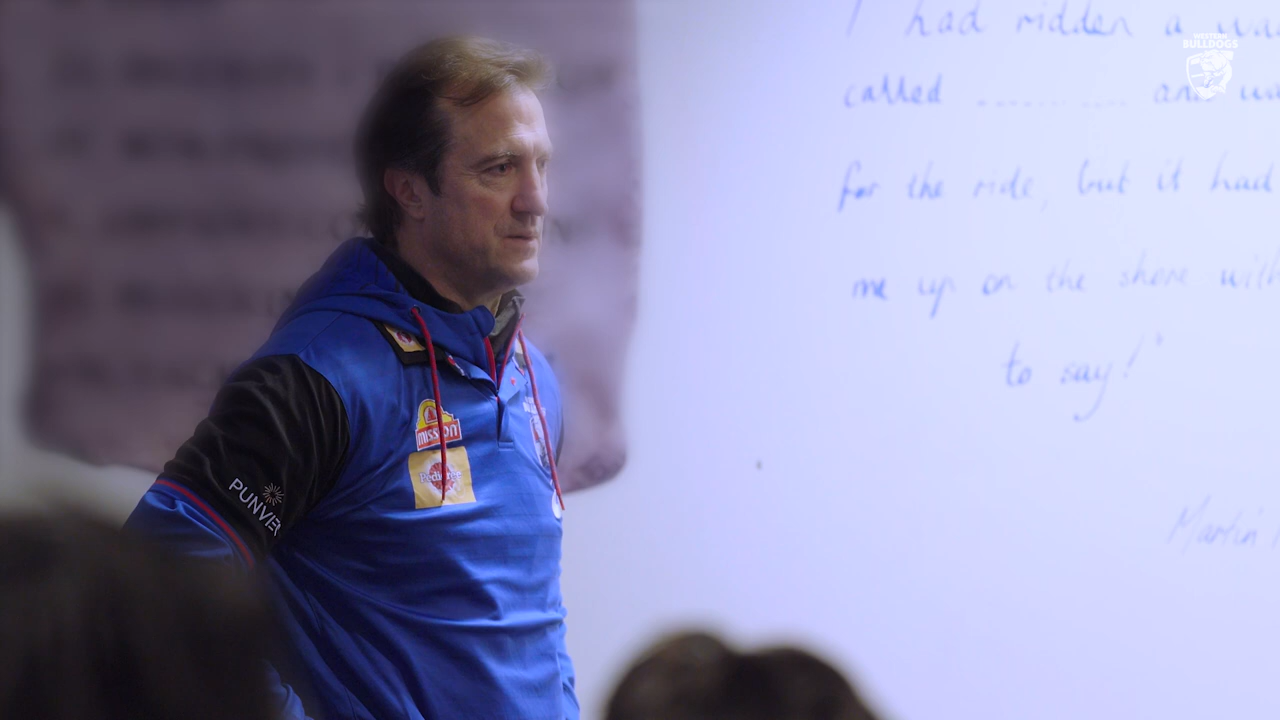 I had ridden a
WESTERN
BULLDOGS
called .......... and
for the ride, but it had
me up on the shore with
to say!"
Martin
mission
PUNVER